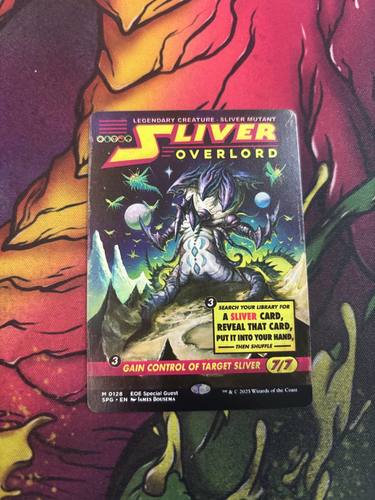 LEGENDARY CREATURE - SLIVER MUTANT
SLIVER
OVERLORD
3
SEARCH YOUR LIBRARY FOR
A SLIVER CARD,
REVEAL THAT CARD,
PUT IT INTO YOUR HAND,
THEN SHUFFLE
3
GAIN CONTROL OF TARGET SLIVER 7/7
M 0128 EOE Special Guest
SPG • EN JAMES BOUSEMA
™ & © 2025 Wizards of the Coast